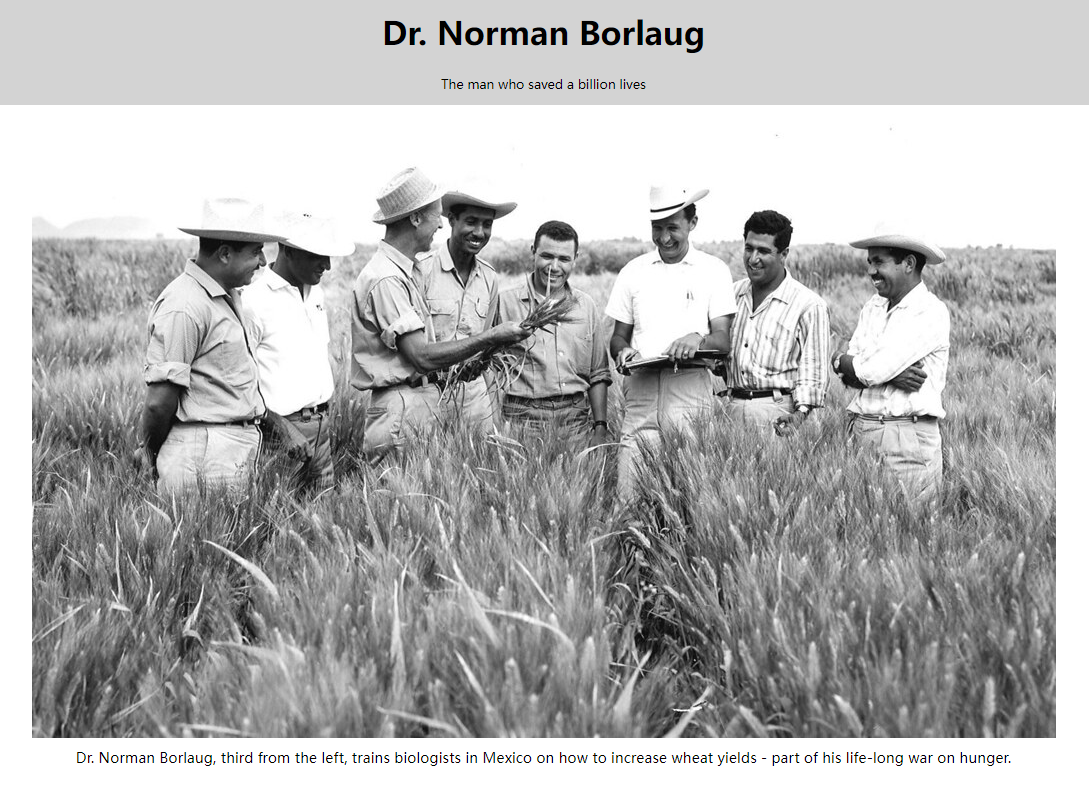 Dr. Norman Borlaug
The man who saved a billion lives
Dr. Norman Borlaug, third from the left, trains biologists in Mexico on how to increase wheat yields - part of his life-long war on hunger.